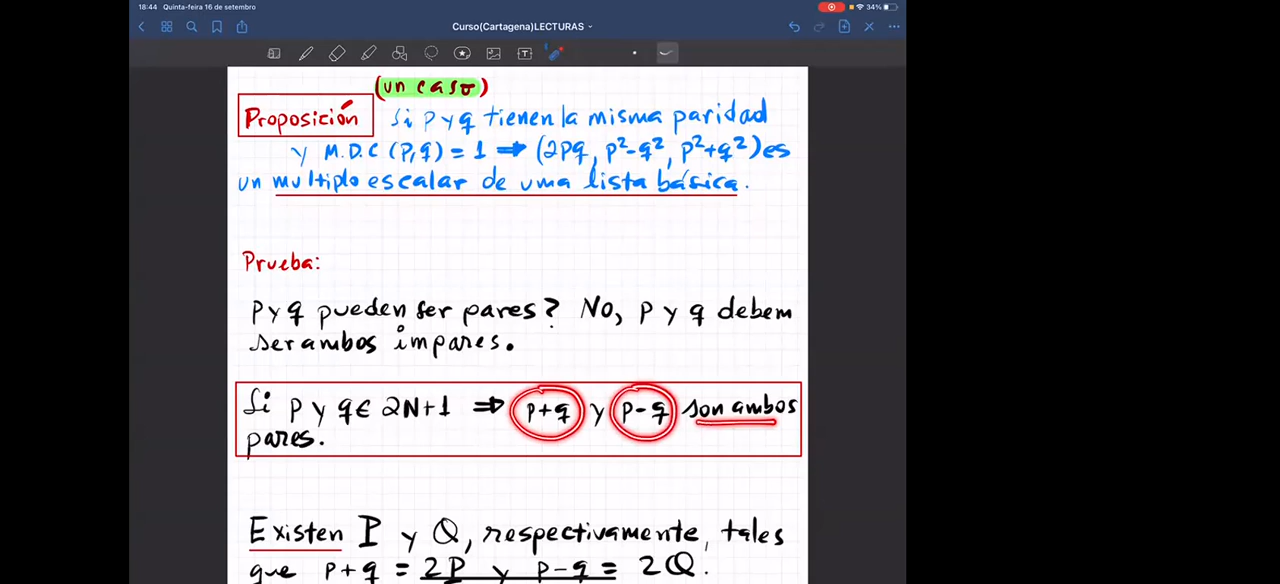 18:44 Quinta-feira 16 de setembro
34%
Curso(Cartagena)LECTURAS
(un caso)
Proposición Si p y q tienen la misma paridad
y M.D.C (p,q) = 1 ⇒ (2pq, p²-q², p²+q²) es
un multiplo escalar de uma lista básica.
Prueba:
p y q pueden ser pares? No, p y q debem
ser ambos impares.
Si p y q ∈ 2N+1 ⇒ p+q y p-q son ambos
pares.
Existen P y Q, respectivamente, tales
que p+q = 2P y p-q = 2Q.